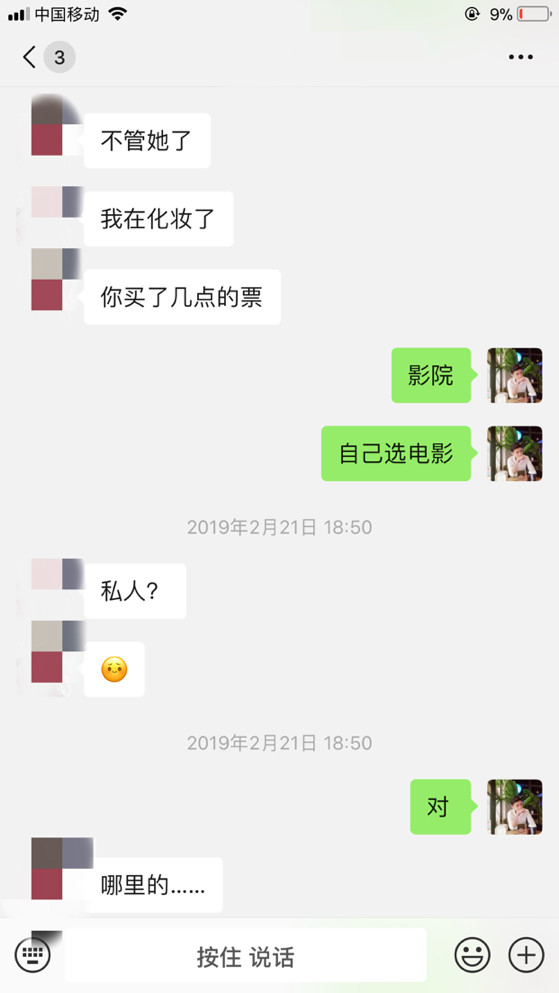 中国移动 9%
3
不管她了
我在化妆了
你买了几点的票
影院
自己选电影
2019年2月21日 18:50
私人？
2019年2月21日 18:50
对
哪里的……
按住 说话